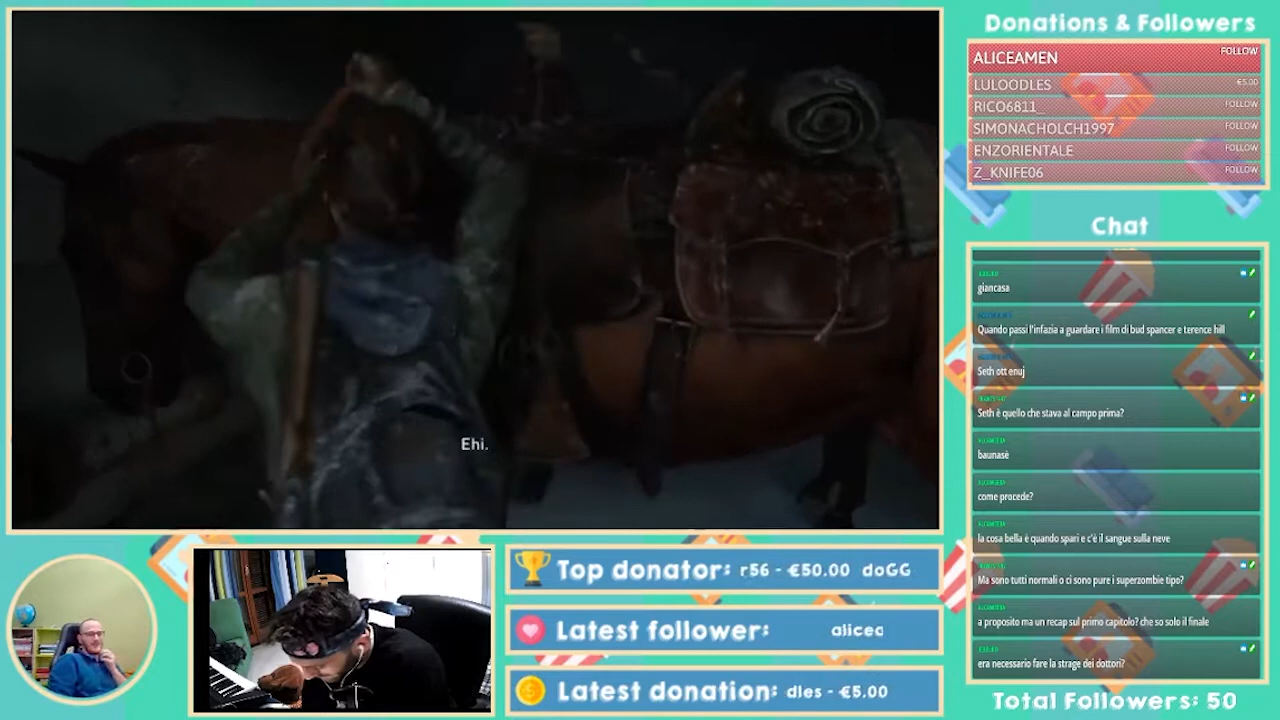 Donations & Followers
ALICEAMEN FOLLOW
LULOODLES €5.00
RICO6811_ FOLLOW
SIMONACHOLCH1997 FOLLOW
ENZORIENTALE FOLLOW
Z_KNIFE06 FOLLOW
Chat
giancasa
Quando passi l'infazia a guardare i film di bud spancer e terence hill
Seth ott enuj
Seth è quello che stava al campo prima?
baunasè
come procede?
la cosa bella è quando spari e c'è il sangue sulla neve
Ma sono tutti normali o ci sono pure i superzombie tipo?
a proposito ma un recap sul primo capitolo? che so solo il finale
era necessario fare la strage dei dottori?
Total Followers: 50
Ehi.
Top donator: r56 - €50.00 doGG
Latest follower: alicea
Latest donation: dles - €5.00